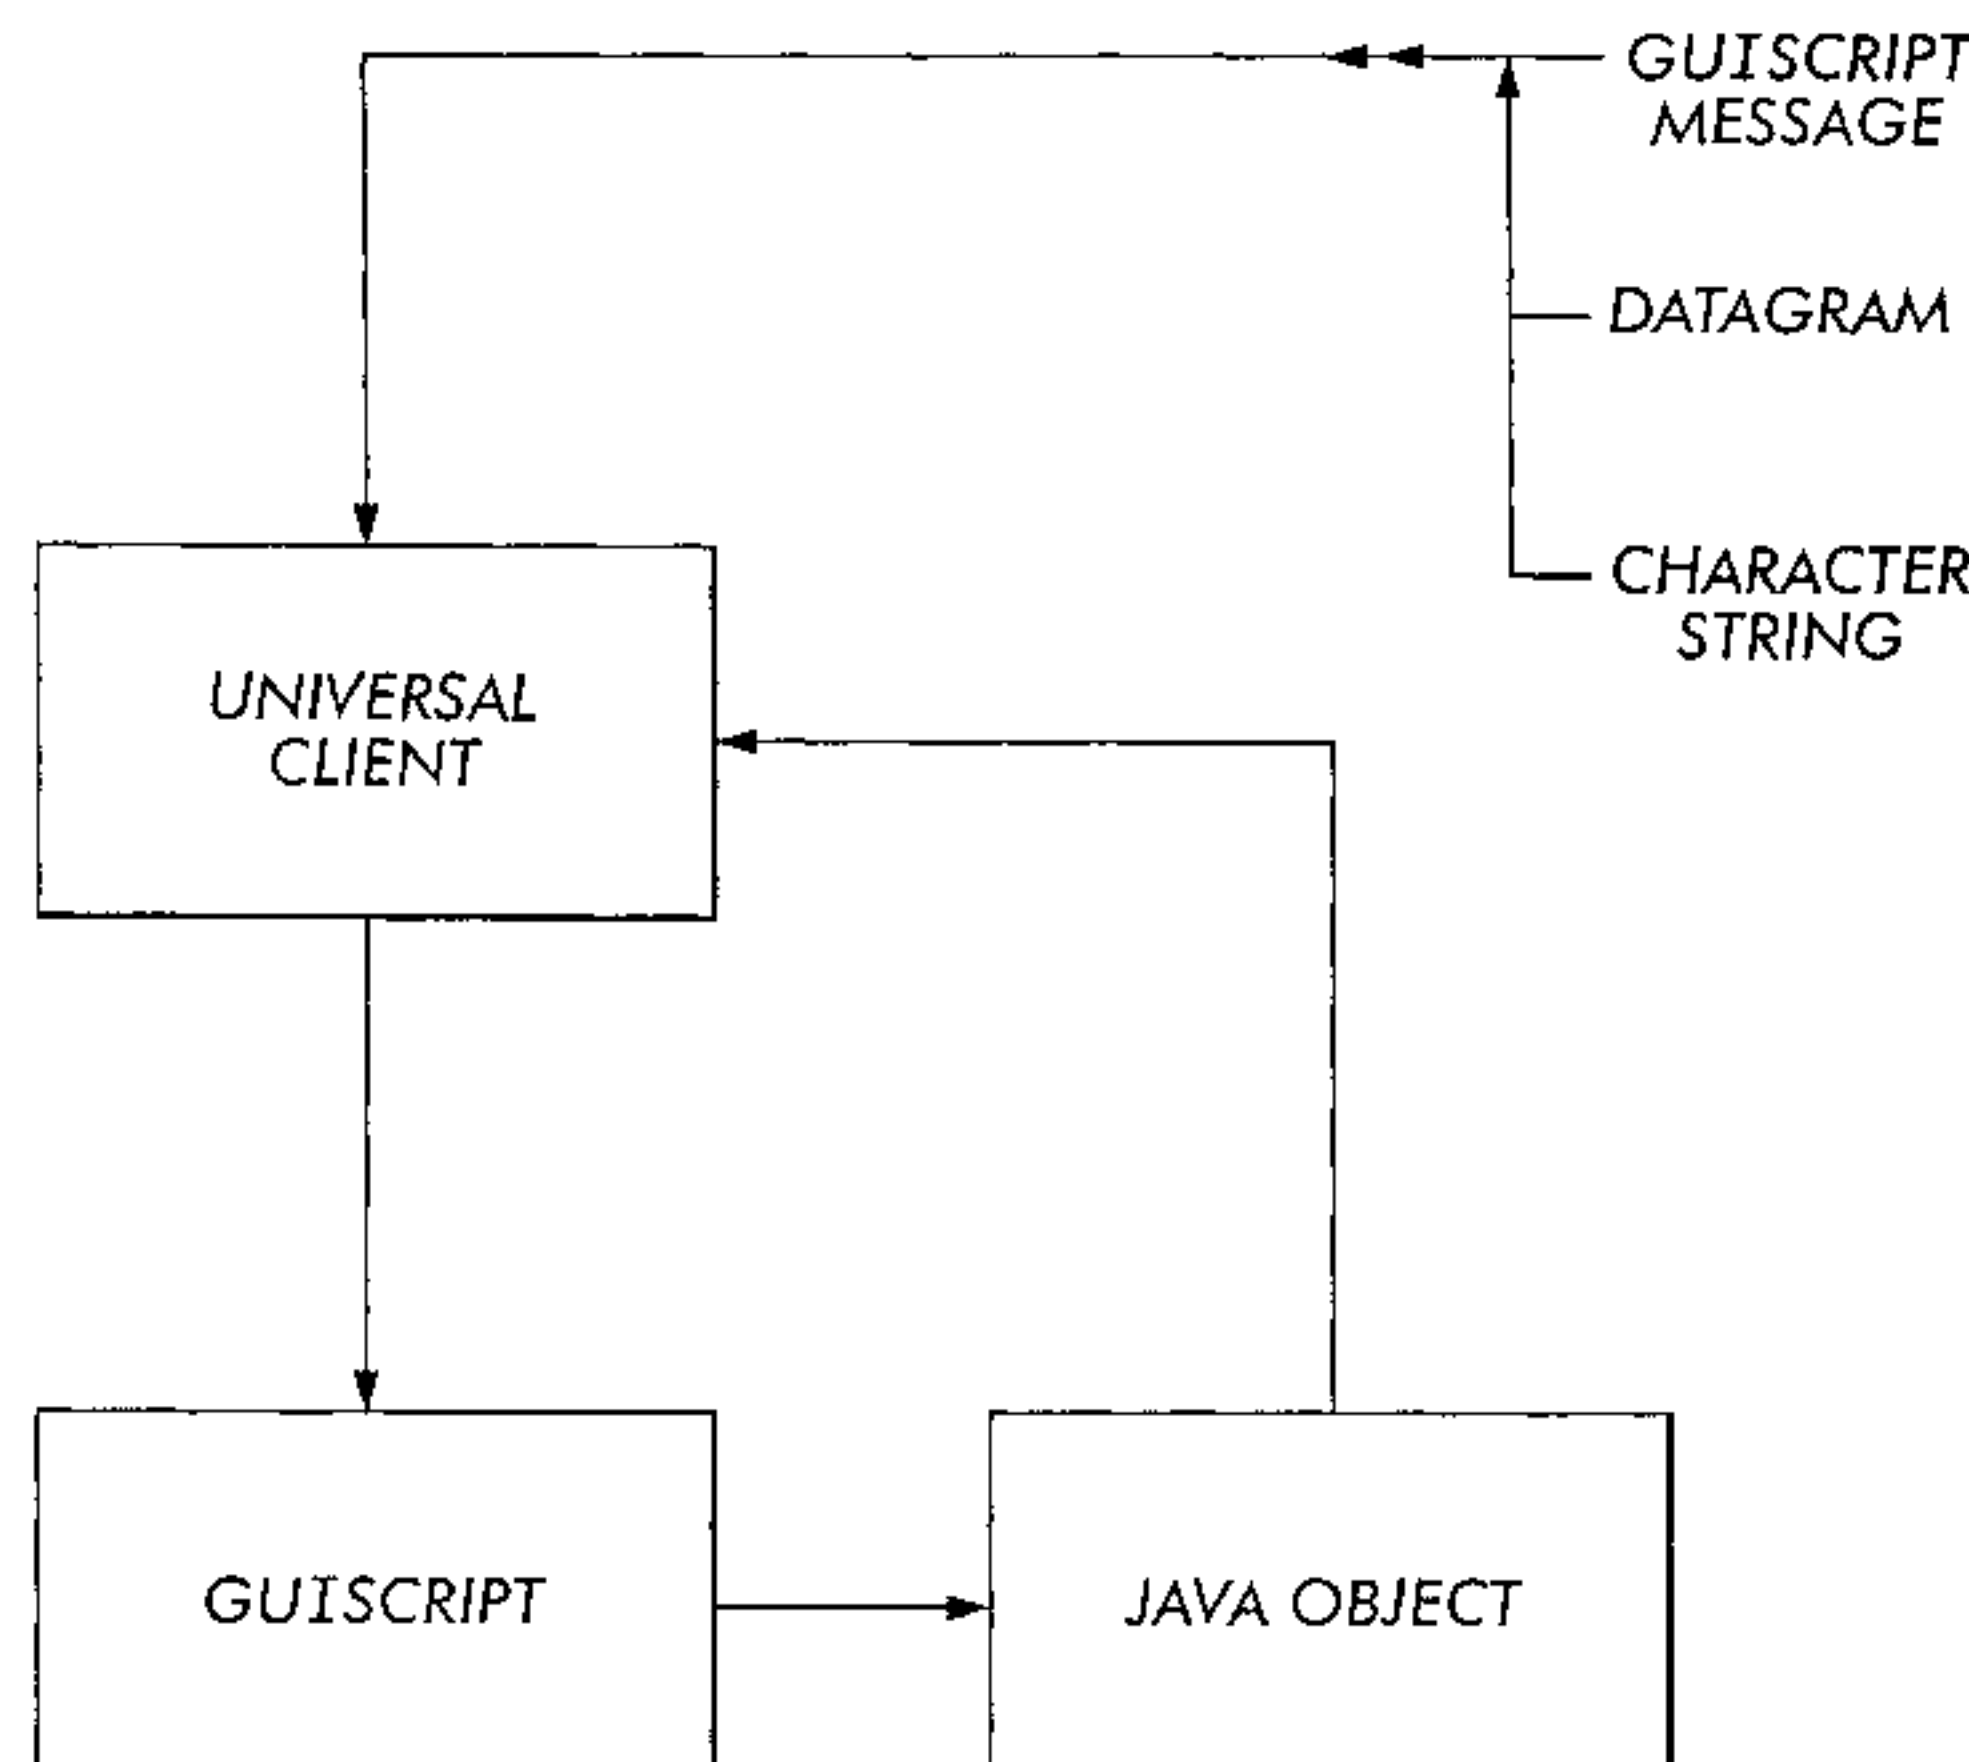 GUISCRIPT
MESSAGE
DATAGRAM
CHARACTER
STRING
UNIVERSAL
CLIENT
GUISCRIPT
JAVA OBJECT